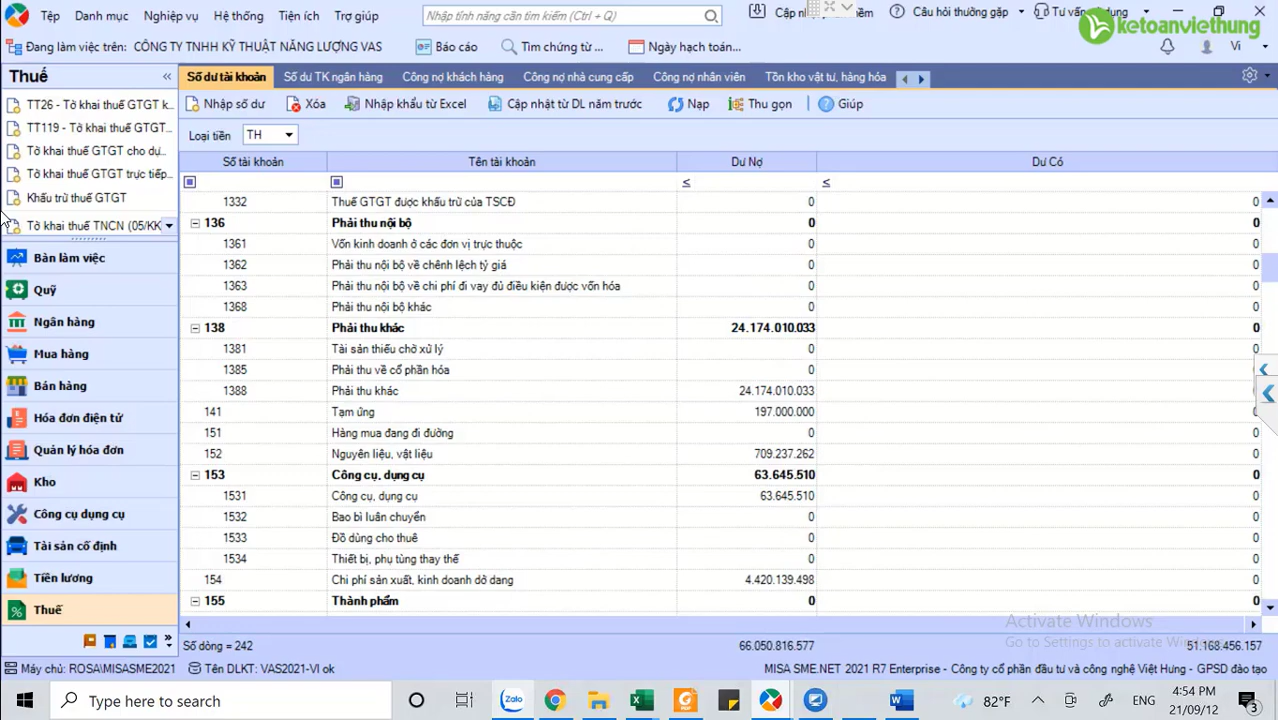 Tệp Danh mục Nghiệp vụ Hệ thống Tiện ích Trợ giúp
Nhập tính năng cần tìm kiếm (Ctrl + Q)
Câu hỏi thường gặp
ketoanviethung
Đang làm việc trên: CÔNG TY TNHH KỸ THUẬT NĂNG LƯỢNG VAS
Báo cáo
Tìm chứng từ ...
Ngày hạch toán...
Vi
Thuế
Số dư tài khoản Số dư TK ngân hàng Công nợ khách hàng Công nợ nhà cung cấp Công nợ nhân viên Tồn kho vật tư, hàng hóa
Nhập số dư Xóa Nhập khẩu từ Excel Cập nhật từ DL năm trước Nạp Thu gọn Giúp
Loại tiền TH
TT26 - Tờ khai thuế GTGT k...
TT119 - Tờ khai thuế GTGT...
Tờ khai thuế GTGT cho dự...
Tờ khai thuế GTGT trực tiếp...
Khấu trừ thuế GTGT
Tờ khai thuế TNCN (05/KK
Bàn làm việc
Quỹ
Ngân hàng
Mua hàng
Bán hàng
Hóa đơn điện tử
Quản lý hóa đơn
Kho
Công cụ dụng cụ
Tài sản cố định
Tiền lương
Thuế
Số tài khoản Tên tài khoản Dư Nợ Dư Có
≤ ≤
1332 Thuế GTGT được khấu trừ của TSCĐ 0 0
136 Phải thu nội bộ 0 0
1361 Vốn kinh doanh ở các đơn vị trực thuộc 0 0
1362 Phải thu nội bộ về chênh lệch tỷ giá 0 0
1363 Phải thu nội bộ về chi phí đi vay đủ điều kiện được vốn hóa 0 0
1368 Phải thu nội bộ khác 0 0
138 Phải thu khác 24.174.010.033 0
1381 Tài sản thiếu chờ xử lý 0 0
1385 Phải thu về cổ phần hóa 0
1388 Phải thu khác 24.174.010.033
141 Tạm ứng 197.000.000 0
151 Hàng mua đang đi đường 0 0
152 Nguyên liệu, vật liệu 709.237.262 0
153 Công cụ, dụng cụ 63.645.510 0
1531 Công cụ, dụng cụ 63.645.510 0
1532 Bao bì luân chuyển 0 0
1533 Đồ dùng cho thuê 0 0
1534 Thiết bị, phụ tùng thay thế 0 0
154 Chi phí sản xuất, kinh doanh dở dang 4.420.139.498 0
155 Thành phẩm 0 0
Activate Windows
Go to Settings to activate Windows.
Số dòng = 242 66.050.816.577 51.168.456.157
Máy chủ: ROSA\MISASME2021 Tên DLKT: VAS2021-VI ok MISA SME.NET 2021 R7 Enterprise - Công ty cổ phần đầu tư và công nghệ Việt Hưng - GPSD đào tạo
Type here to search
Zalo
82°F
ENG
4:54 PM
21/09/12
3